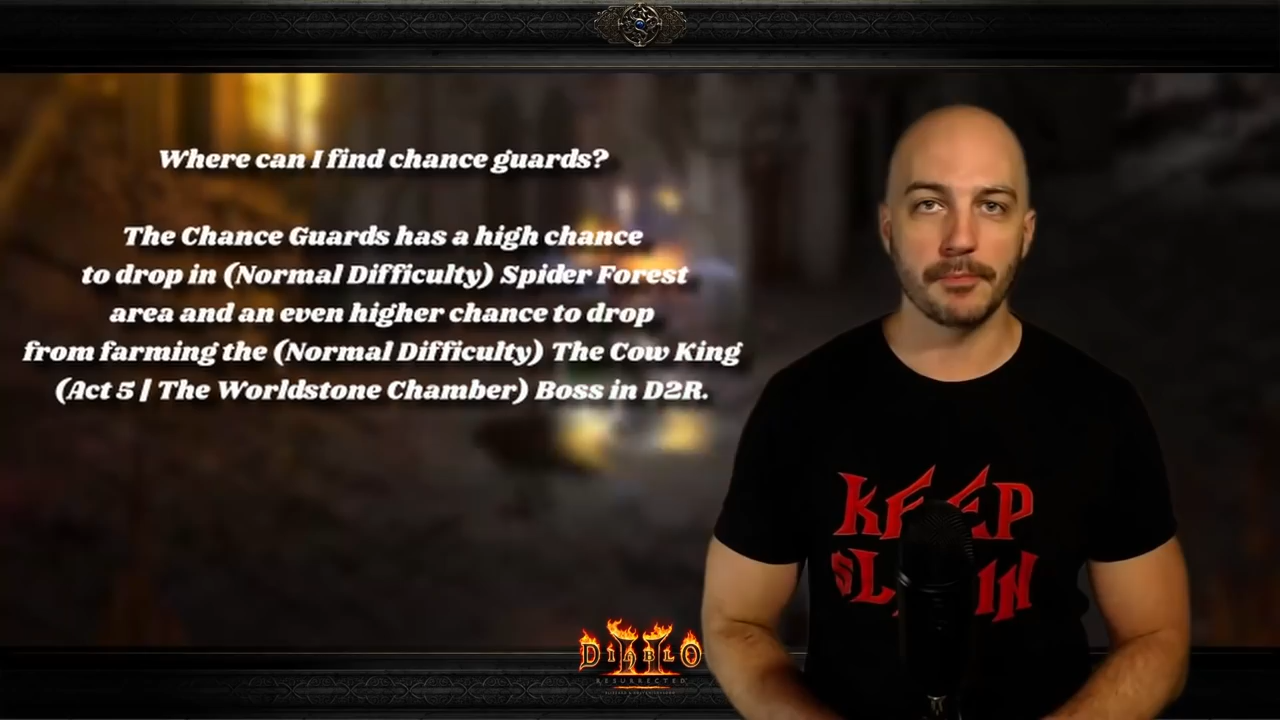 Where can I find chance guards?
The Chance Guards has a high chance
to drop in (Normal Difficulty) Spider Forest
area and an even higher chance to drop
from farming the (Normal Difficulty) The Cow King
(Act 5 | The Worldstone Chamber) Boss in D2R.
KEEP
DIABLO
RESURRECTED